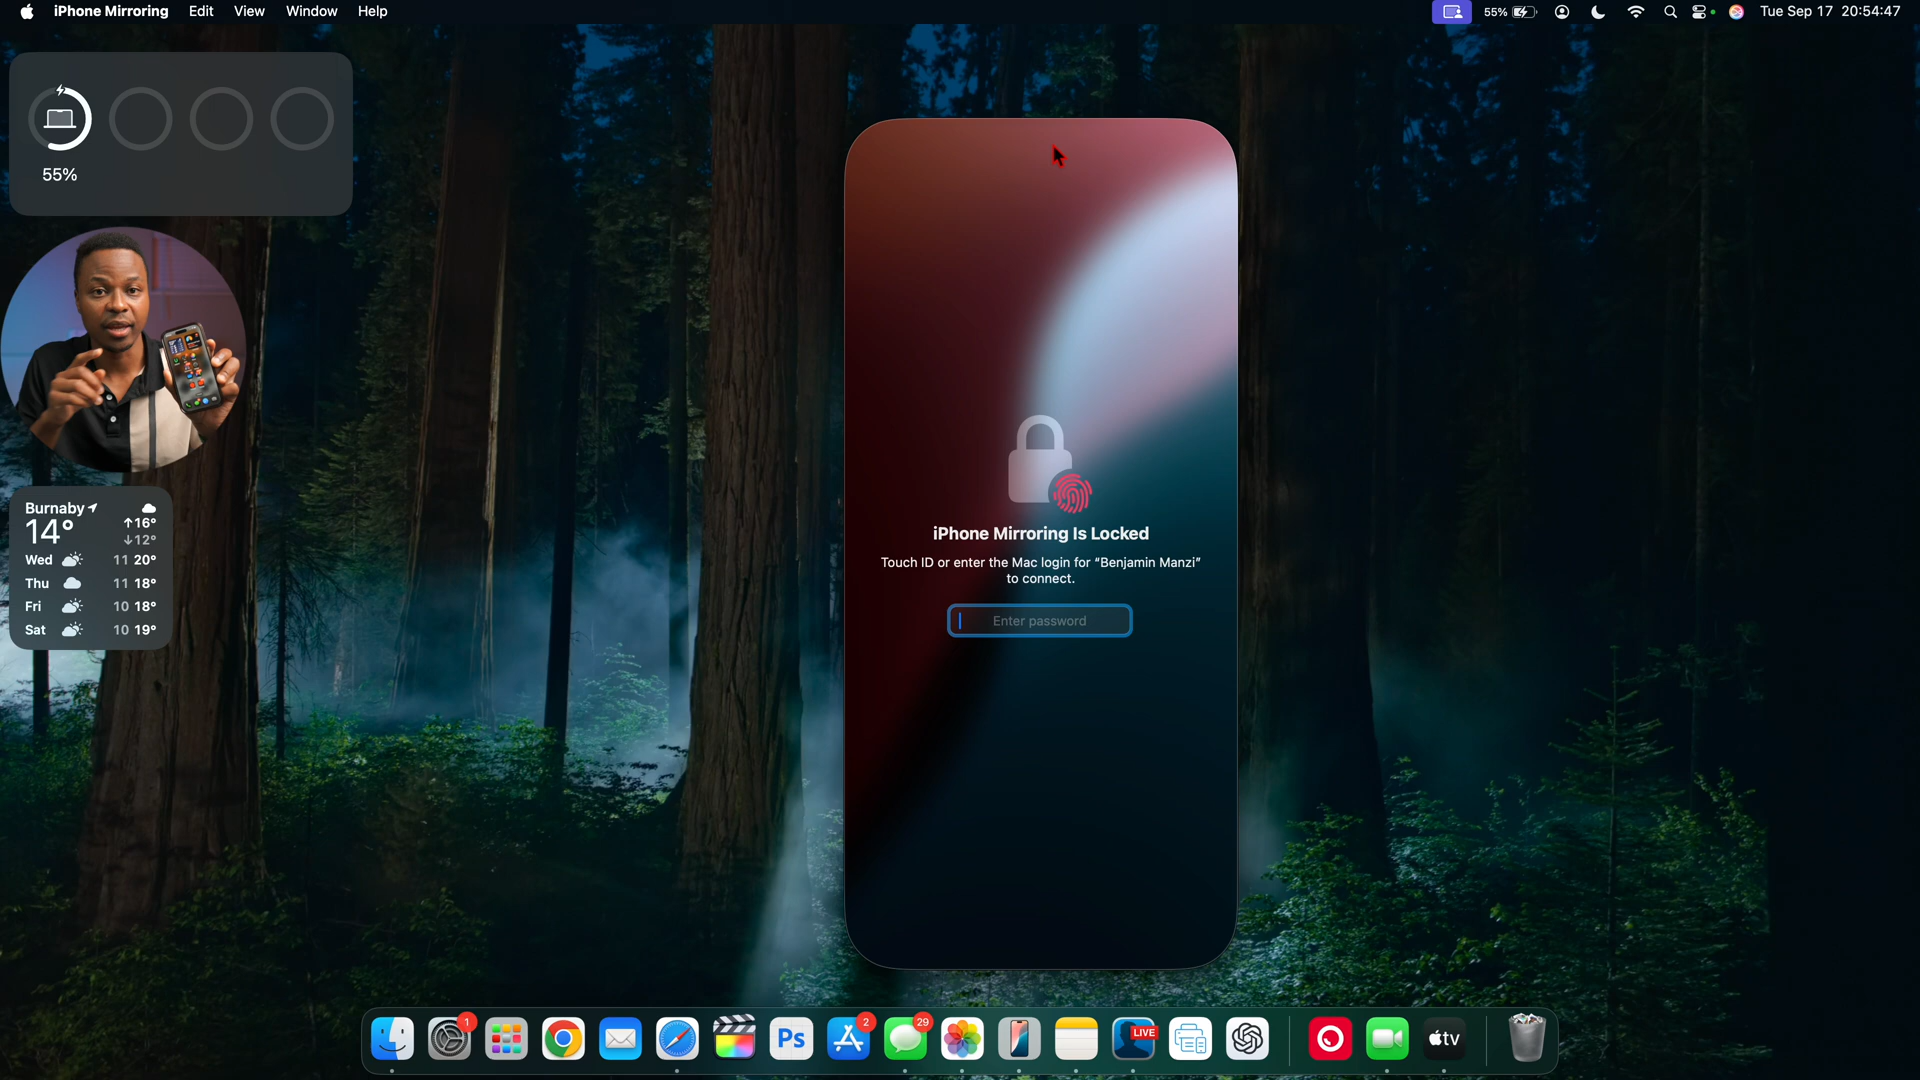 iPhone Mirroring Edit View Window Help
55% Tue Sep 17 20:54:47
55%
Burnaby
14° ↑16°
↓12°
Wed 11 20°
Thu 11 18°
Fri 10 18°
Sat 10 19°
iPhone Mirroring Is Locked
Touch ID or enter the Mac login for “Benjamin Manzi”
to connect.
Enter password
1
2
29
Ps
LIVE
tv